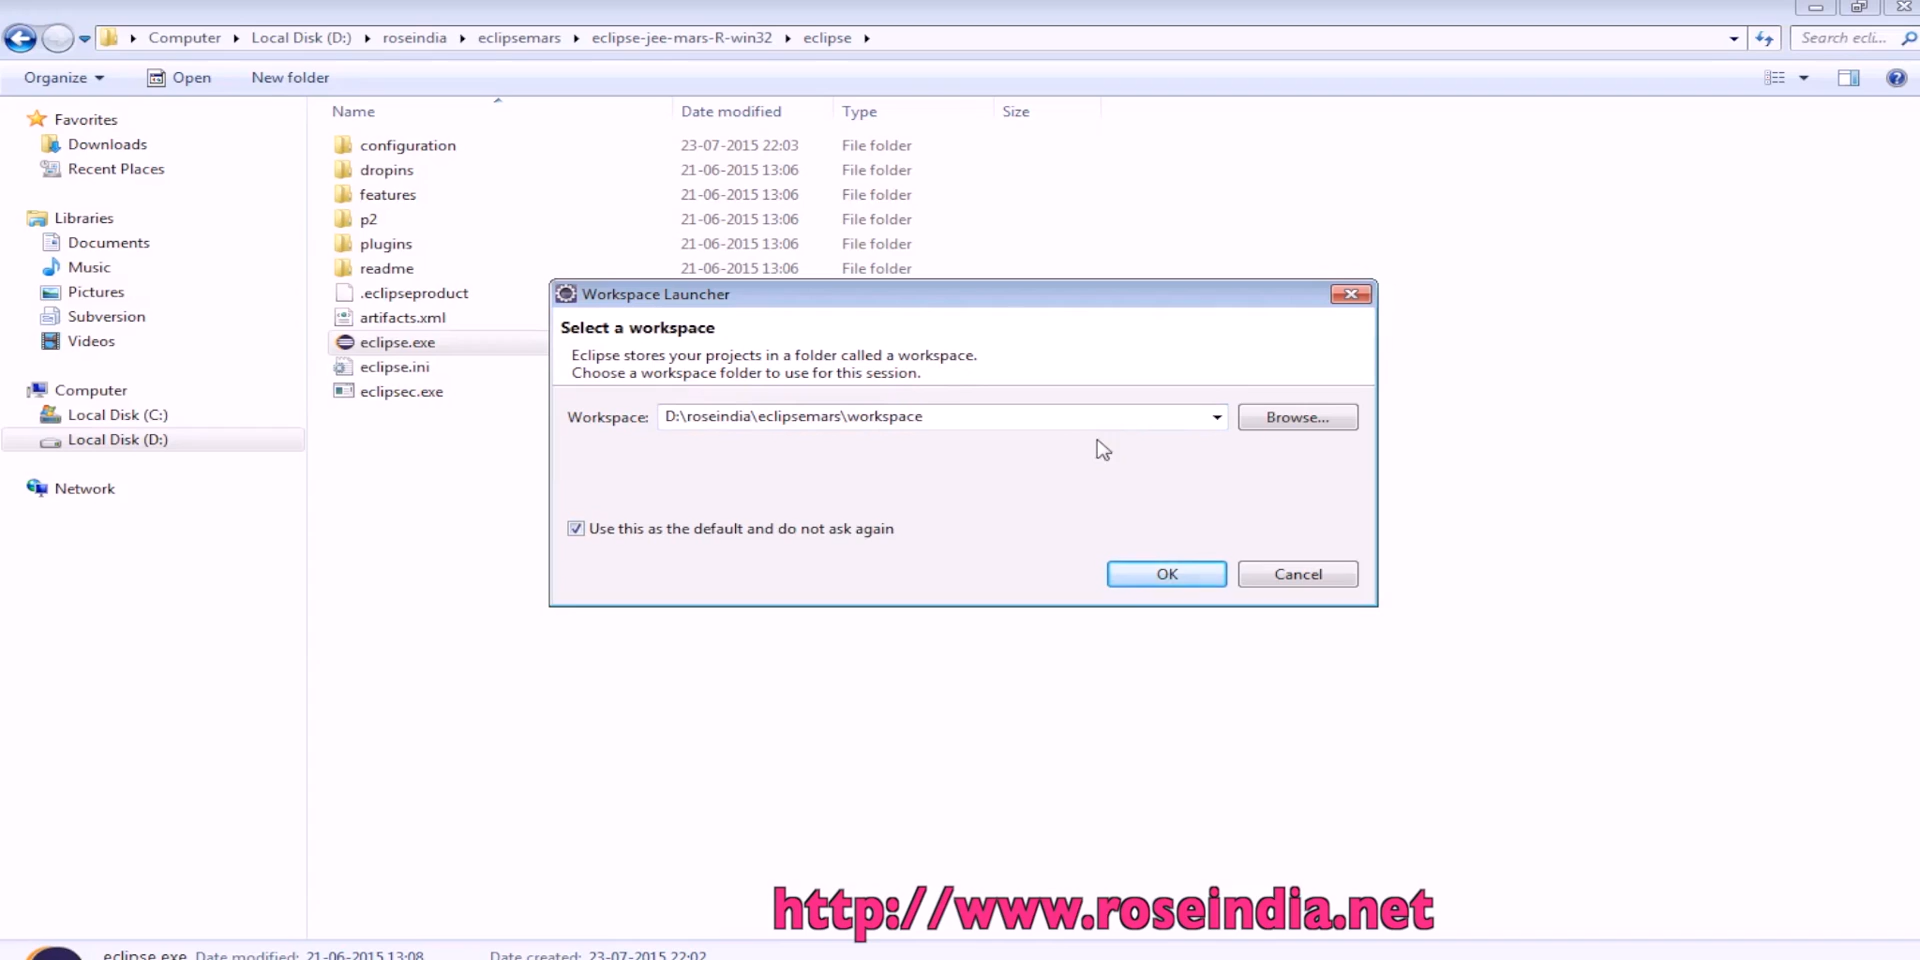 Computer Local Disk (D:) roseindia eclipsemars eclipse-jee-mars-R-win32 eclipse Search ecli...
Organize Open New folder
Favorites
Downloads
Recent Places
Libraries
Documents
Music
Pictures
Subversion
Videos
Computer
Local Disk (C:)
Local Disk (D:)
Network
Name Date modified Type Size
configuration 23-07-2015 22:03 File folder
dropins 21-06-2015 13:06 File folder
features 21-06-2015 13:06 File folder
p2 21-06-2015 13:06 File folder
plugins 21-06-2015 13:06 File folder
readme 21-06-2015 13:06 File folder
.eclipseproduct
artifacts.xml
eclipse.exe
eclipse.ini
eclipsec.exe
Workspace Launcher
Select a workspace
Eclipse stores your projects in a folder called a workspace.
Choose a workspace folder to use for this session.
Workspace: D:\roseindia\eclipsemars\workspace Browse...
Use this as the default and do not ask again
OK Cancel
http://www.roseindia.net
eclipse.exe Date modified: 21-06-2015 13:08 Date created: 23-07-2015 22:02